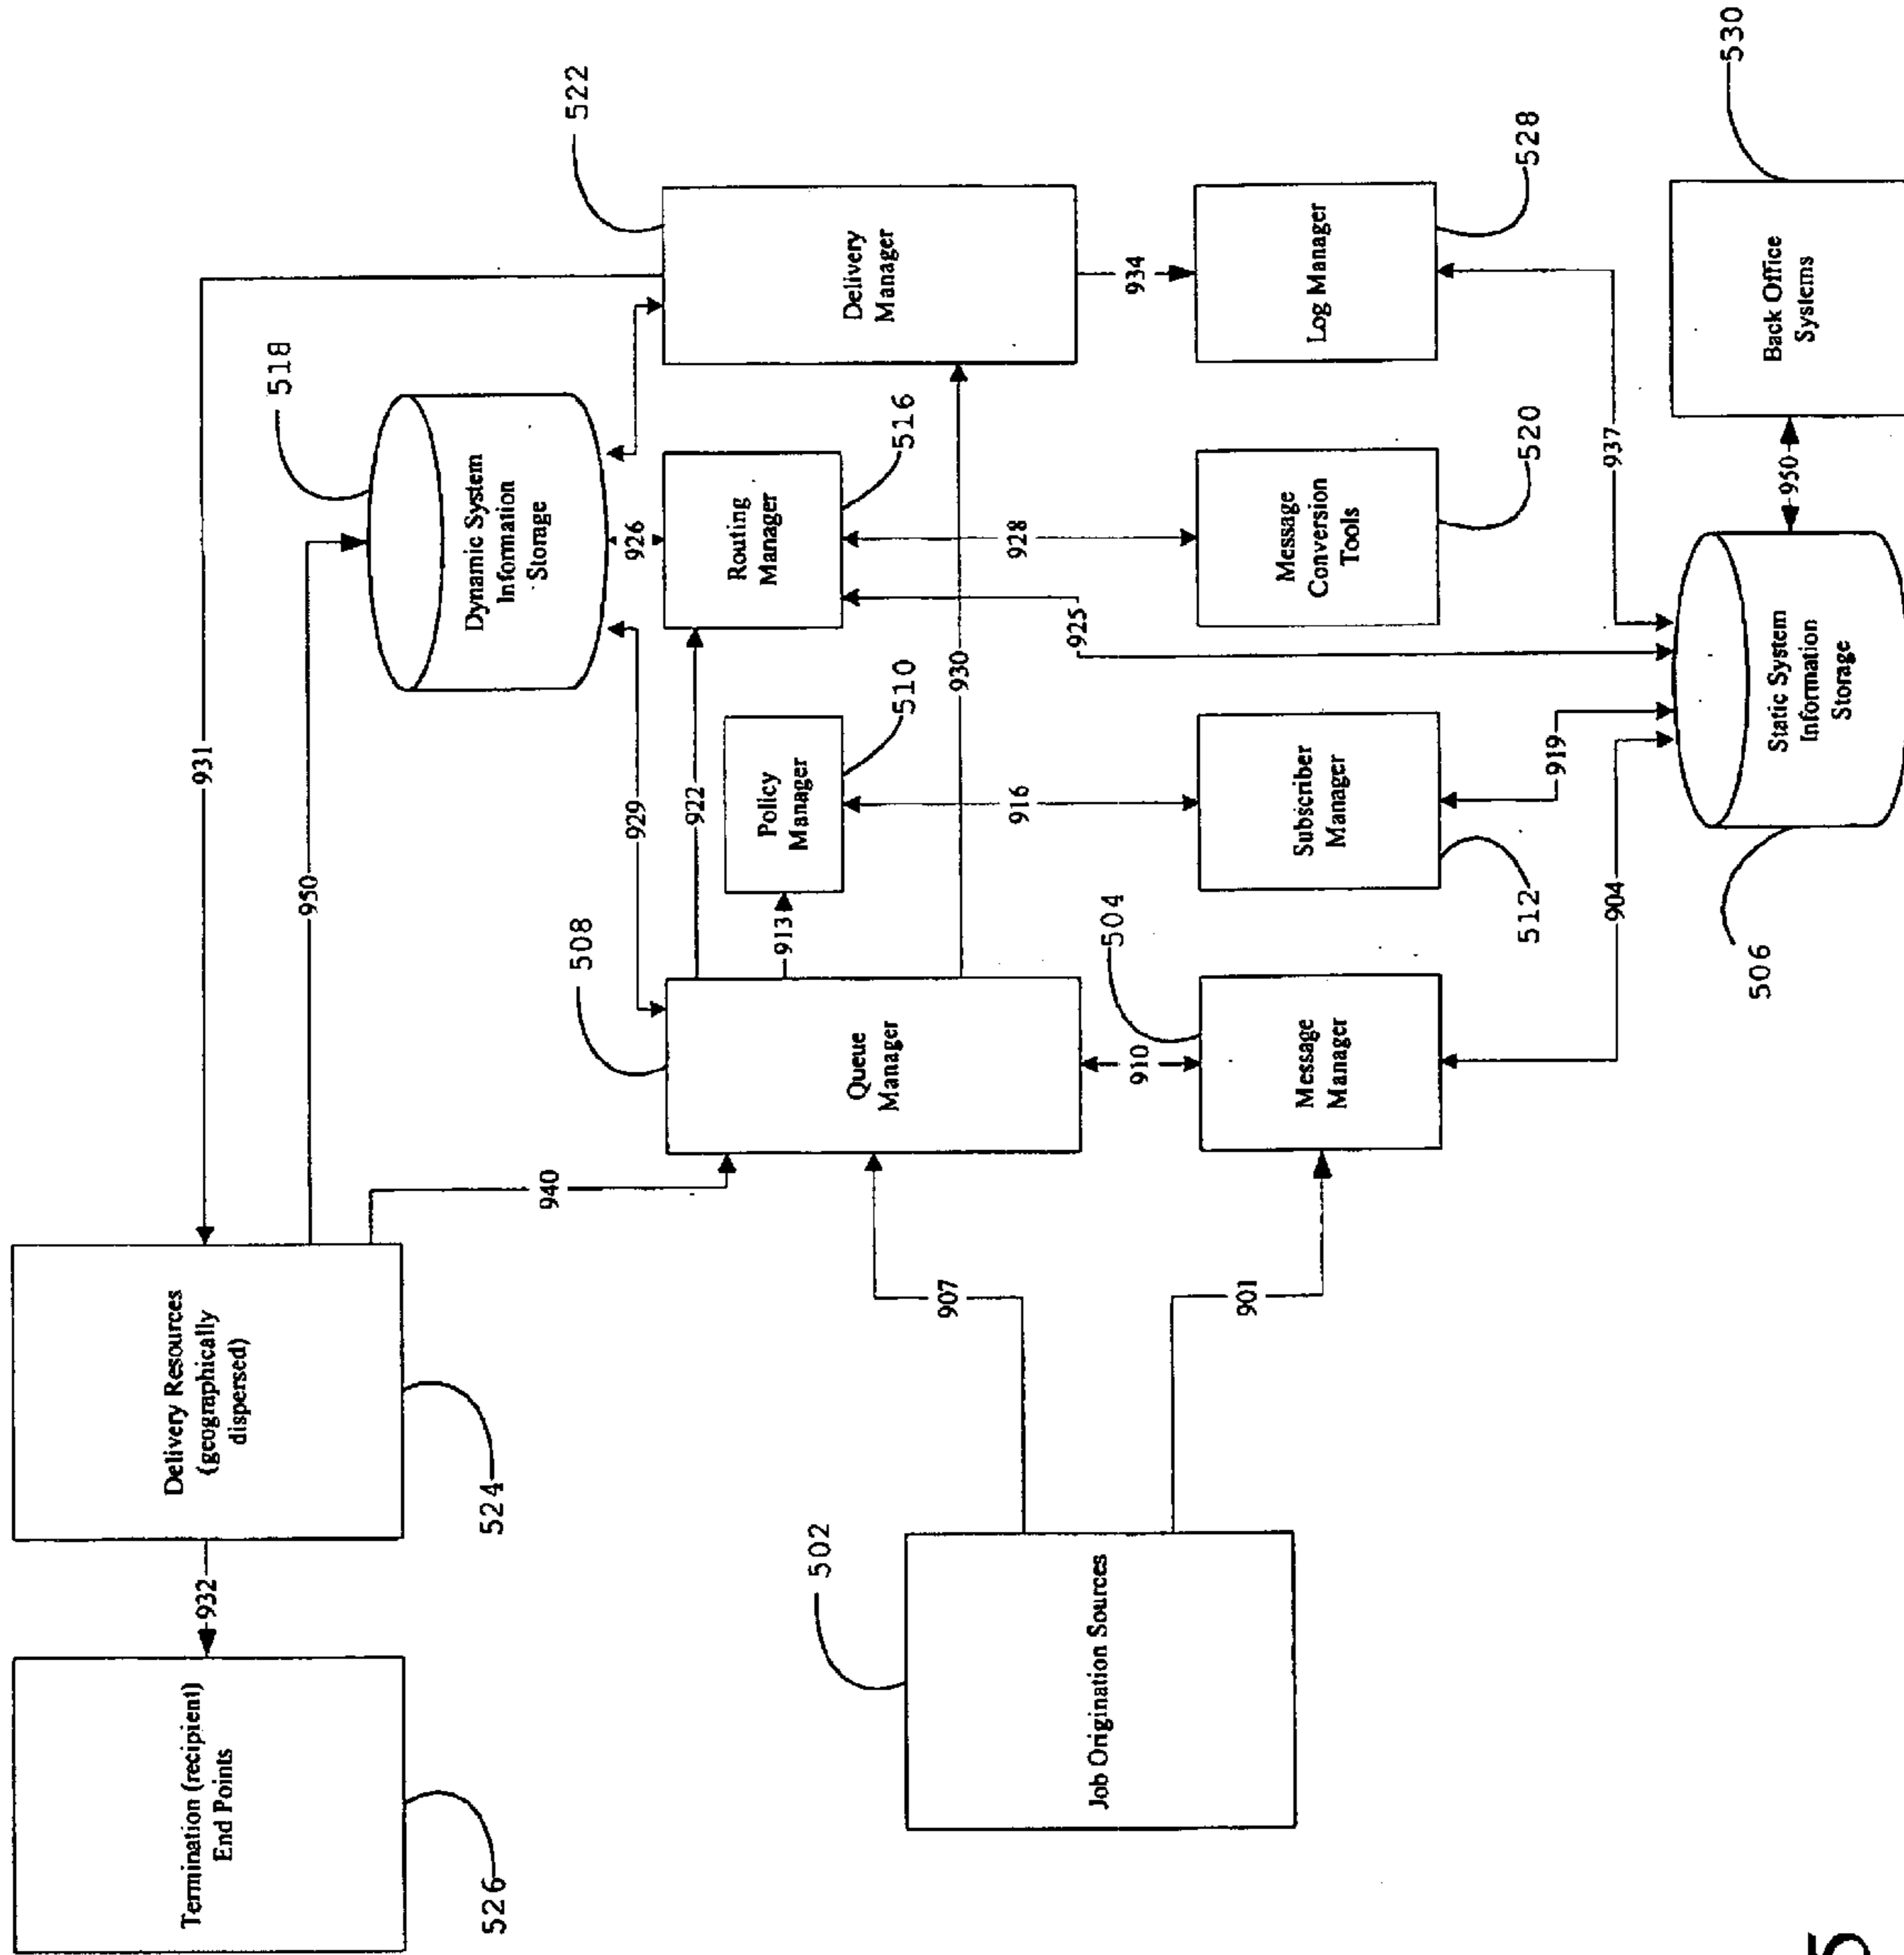 Termination (recipient)
End Points
932
Delivery Resources
(geographically
dispersed)
931
950
518
526
524
Dynamic System
Information
Storage
940
508
522
929
926
922
913
Policy
Manager
Routing
Manager
Delivery
Manager
502
Queue
Manager
510
516
907
930
Job Origination Sources
504
910
916
928
934
901
925
Message
Manager
Subscriber
Manager
Message
Conversion
Tools
Log Manager
512
520
528
919
904
937
530
506
Static System
Information
Storage
950
Back Office
Systems
5